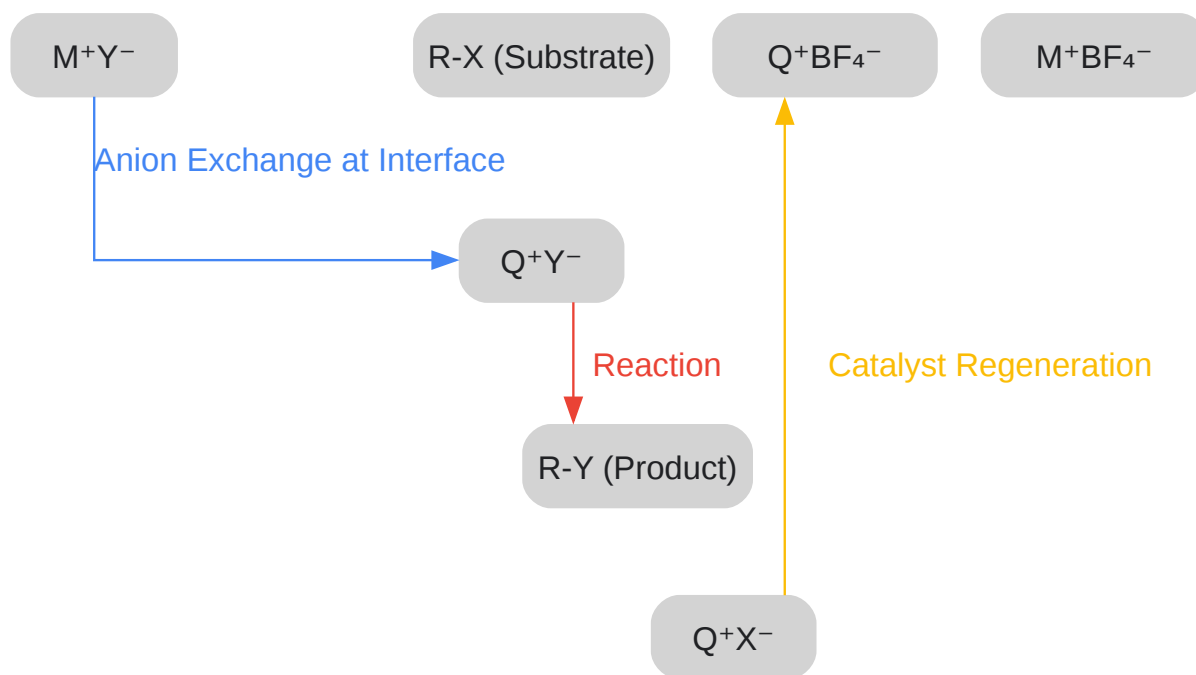 M⁺Y⁻
R-X (Substrate)
Q⁺BF₄⁻
M⁺BF₄⁻
Anion Exchange at Interface
Q⁺Y⁻
Reaction
Catalyst Regeneration
R-Y (Product)
Q⁺X⁻